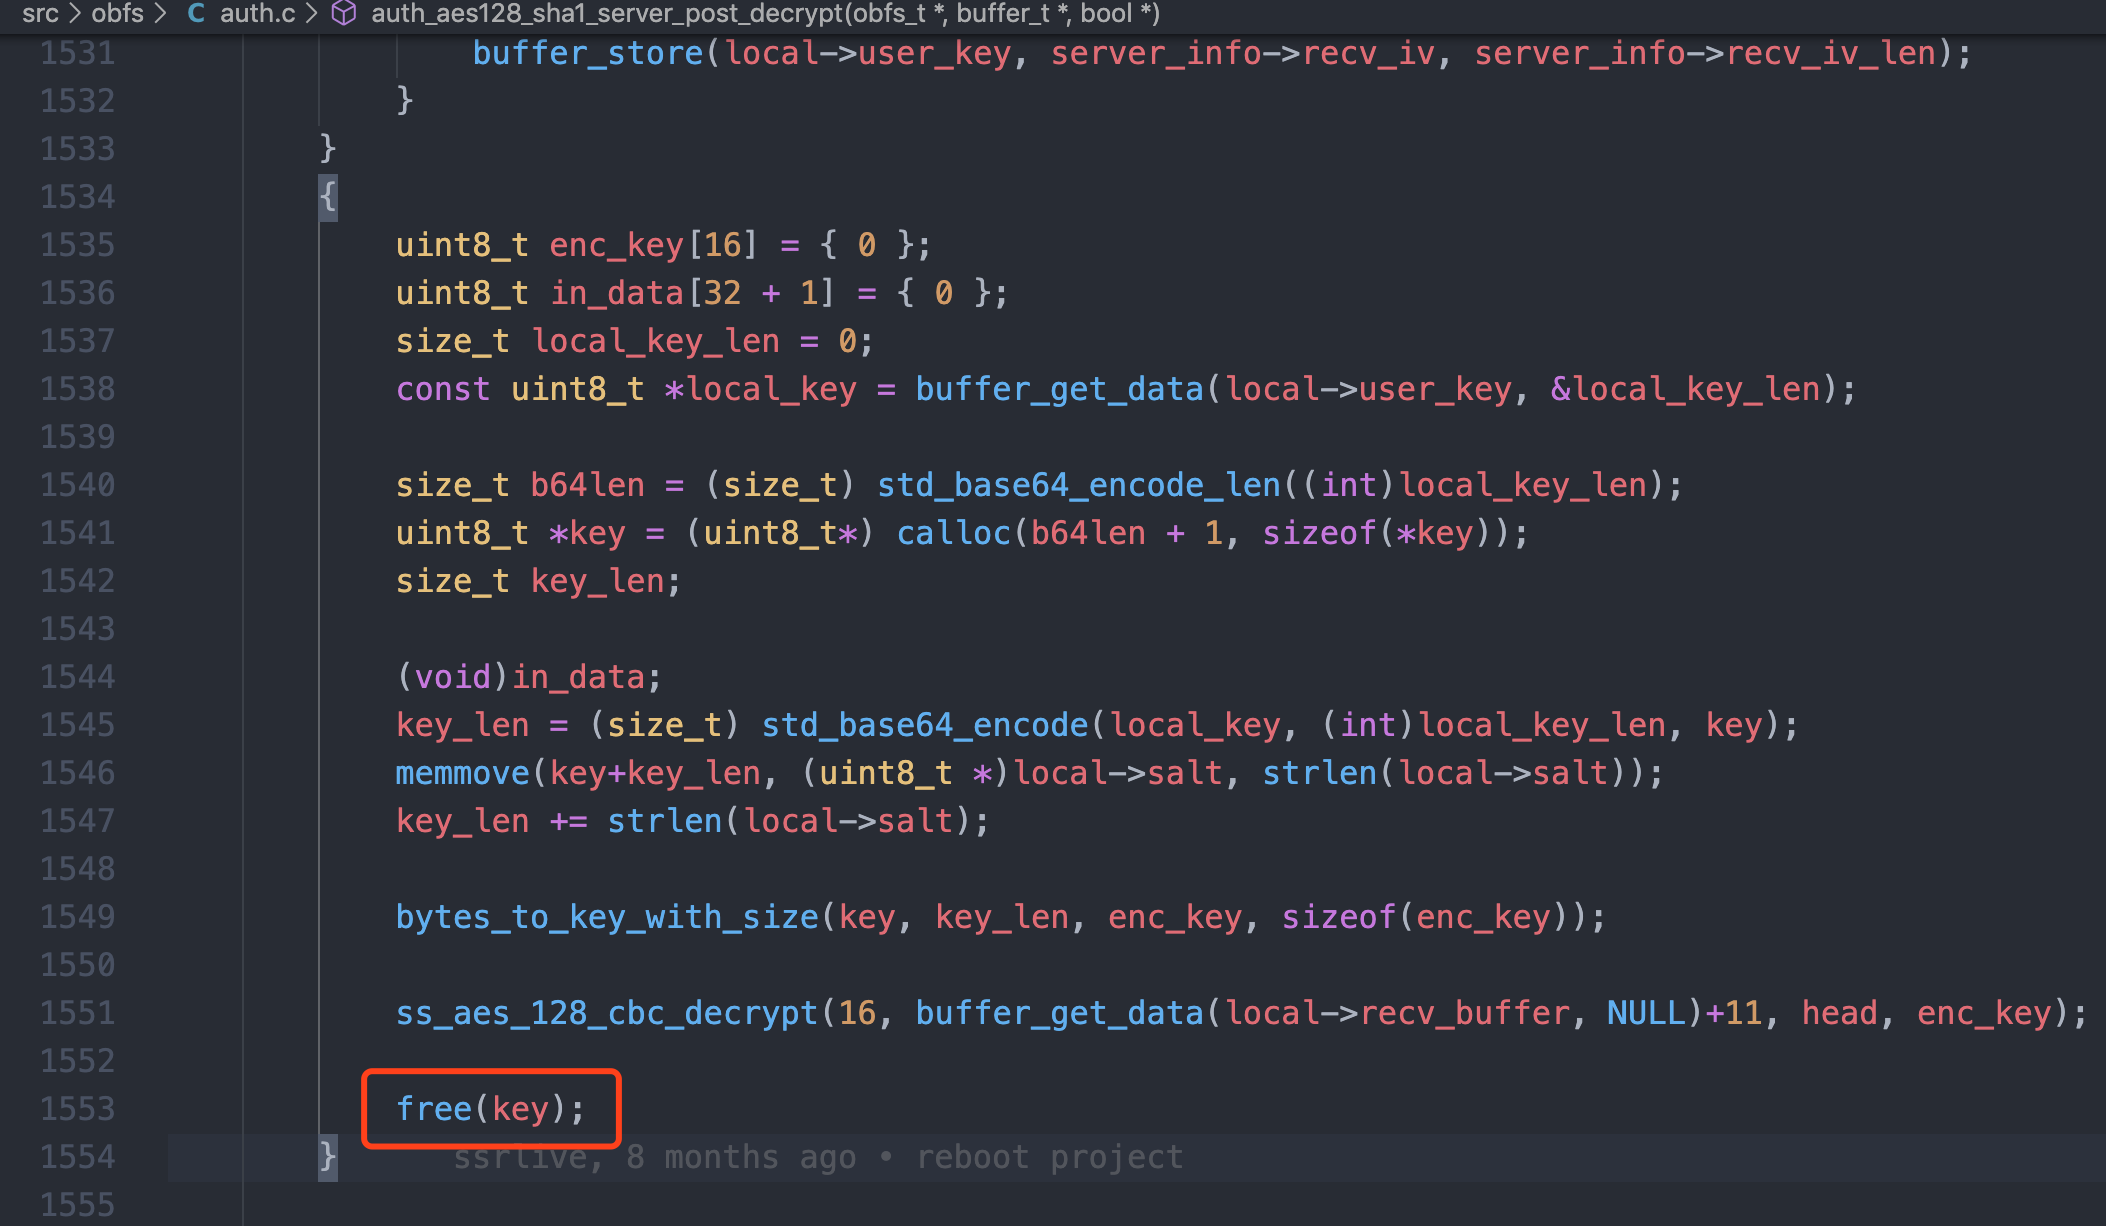 src > obfs > C auth.c > auth_aes128_sha1_server_post_decrypt(obfs_t *, buffer_t *, bool *)
1531 buffer_store(local->user_key, server_info->recv_iv, server_info->recv_iv_len);
1532 }
1533 }
1534 {
1535 uint8_t enc_key[16] = { 0 };
1536 uint8_t in_data[32 + 1] = { 0 };
1537 size_t local_key_len = 0;
1538 const uint8_t *local_key = buffer_get_data(local->user_key, &local_key_len);
1539
1540 size_t b64len = (size_t) std_base64_encode_len((int)local_key_len);
1541 uint8_t *key = (uint8_t*) calloc(b64len + 1, sizeof(*key));
1542 size_t key_len;
1543
1544 (void)in_data;
1545 key_len = (size_t) std_base64_encode(local_key, (int)local_key_len, key);
1546 memmove(key+key_len, (uint8_t *)local->salt, strlen(local->salt));
1547 key_len += strlen(local->salt);
1548
1549 bytes_to_key_with_size(key, key_len, enc_key, sizeof(enc_key));
1550
1551 ss_aes_128_cbc_decrypt(16, buffer_get_data(local->recv_buffer, NULL)+11, head, enc_key);
1552
1553 free(key);
1554 } ssrlive, 8 months ago • reboot project
1555